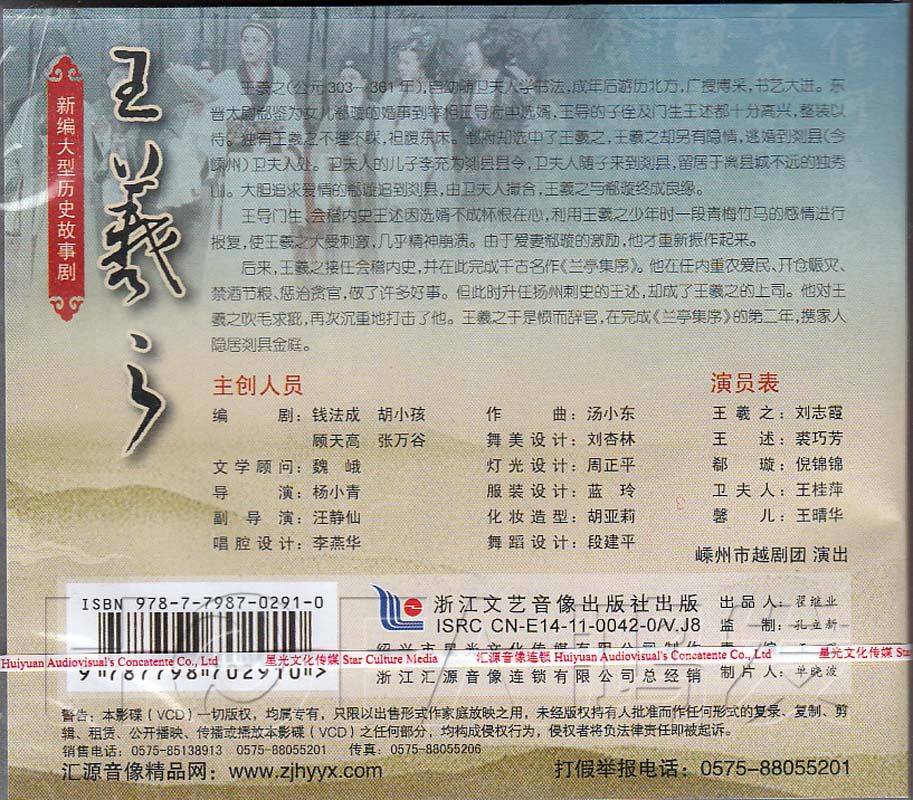 王羲之
新编大型历史故事剧
王羲之(公元303—361年),自幼随卫夫人学书法,成年后游历北方,广搜博采,书艺大进。东
晋太尉郗鉴为女儿郗璇的婚事到宰相王导府中选婿,王导的子侄及门生王述都十分高兴,整装以
待。独有王羲之不理不睬,袒腹东床。郗府却选中了王羲之,王羲之却另有隐情,逃婚到剡县(今
嵊州)卫夫人处。卫夫人的儿子李充为剡县县令,卫夫人随子来到剡县,留居于离县城不远的独秀
山。大胆追求爱情的郗璇追到剡县,由卫夫人撮合,王羲之与郗璇终成良缘。
王导门生、会稽内史王述因选婿不成怀恨在心,利用王羲之少年时一段青梅竹马的感情进行
报复,使王羲之大受刺激,几乎精神崩溃。由于爱妻郗璇的激励,他才重新振作起来。
后来,王羲之接任会稽内史,并在此完成千古名作《兰亭集序》。他在任内重农爱民、开仓赈灾、
禁酒节粮、惩治贪官,做了许多好事。但此时升任扬州刺史的王述,却成了王羲之的上司。他对王
羲之吹毛求疵,再次沉重地打击了他。王羲之于是愤而辞官,在完成《兰亭集序》的第二年,携家人
隐居剡县金庭。
主创人员
编 剧:钱法成 胡小孩
顾天高 张万谷
文学顾问:魏 峨
导 演:杨小青
副 导 演:汪静仙
唱腔设计:李燕华
作 曲:汤小东
舞美设计:刘杏林
灯光设计:周正平
服装设计:蓝 玲
化妆造型:胡亚莉
舞蹈设计:段建平
演员表
王 羲 之:刘志霞
王 述:裘巧芳
郗 璇:倪锦锦
卫 夫 人:王桂萍
馨 儿:王晴华
嵊州市越剧团 演出
ISBN 978-7-7987-0291-0
9 787798 702910 >
浙江文艺音像出版社出版
ISRC CN-E14-11-0042-0/V.J8
绍兴市星光文化传媒有限公司制作
浙江汇源音像连锁有限公司总经销
出 品 人:翟继业
监 制:孔立新
制 片 人:单晓波
Huiyuan Audiovisual's Concatente Co., Ltd 星光文化传媒 Star Culture Media 汇源音像连锁 Huiyuan Audiovisual's Concatente Co., Ltd 星光文化传媒 Star
警告:本影碟(VCD)一切版权,均属专有,只限以出售形式作家庭放映之用,未经版权持有人批准而作任何形式的复录、复制、剪
辑、租赁、公开播映、传播或播放本影碟(VCD)之任何部分,均构成侵权行为,侵权者将负法律责任即被起诉。
销售电话:0575-85138913 0575-88055201 传真:0575-88055206
汇源音像精品网:www.zjhyyx.com
打假举报电话:0575-88055201